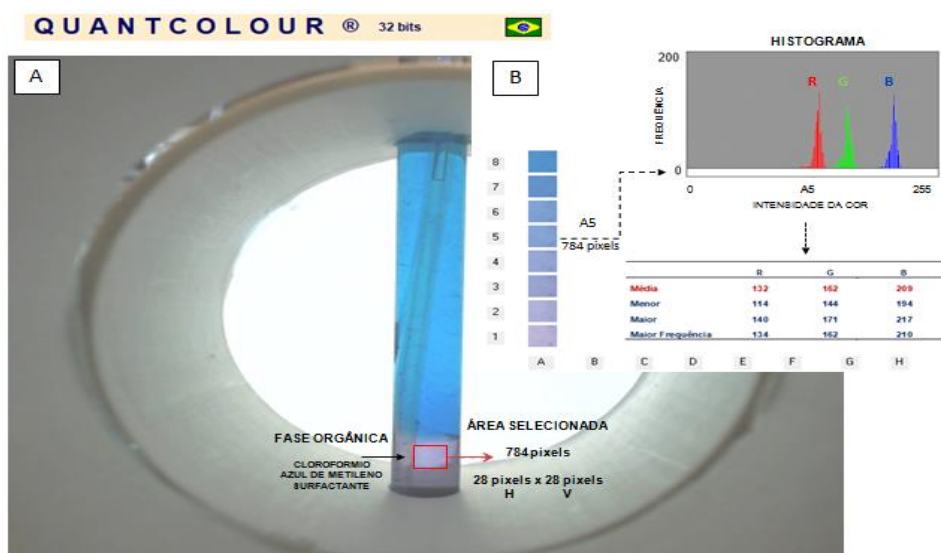 QUANTCOLOUR ® 32 bits
A
B
HISTOGRAMA
200
FREQUÊNCIA
0
R G B
0 A5 255
INTENSIDADE DA COR
8
7
6
5
4
3
2
1
A5
784 pixels
R G B
Média 132 162 209
Menor 114 144 194
Maior 140 171 217
Maior Frequência 134 162 210
A B C D E F G H
FASE ORGÂNICA
CLOROFORMIO
AZUL DE METILENO
SURFACTANTE
ÁREA SELECIONADA
784 pixels
28 pixels x 28 pixels
H V